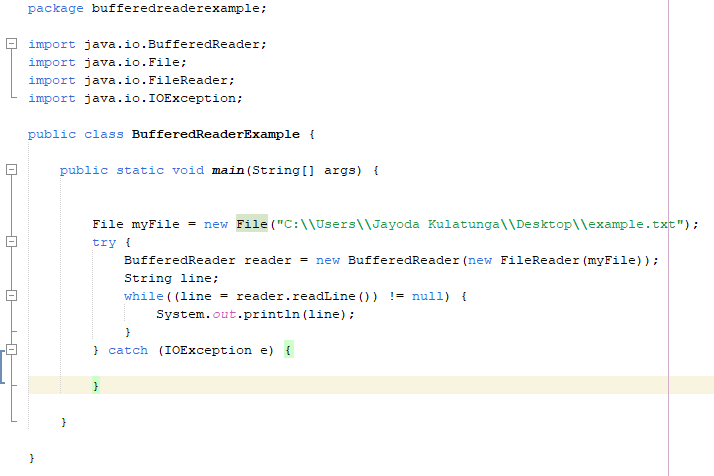 package bufferedreaderexample;
import java.io.BufferedReader;
import java.io.File;
import java.io.FileReader;
import java.io.IOException;
public class BufferedReaderExample {
public static void main(String[] args) {
File myFile = new File("C:\\Users\\Jayoda Kulatunga\\Desktop\\example.txt");
try {
BufferedReader reader = new BufferedReader(new FileReader(myFile));
String line;
while((line = reader.readLine()) != null) {
System.out.println(line);
}
} catch (IOException e) {
}
}
}